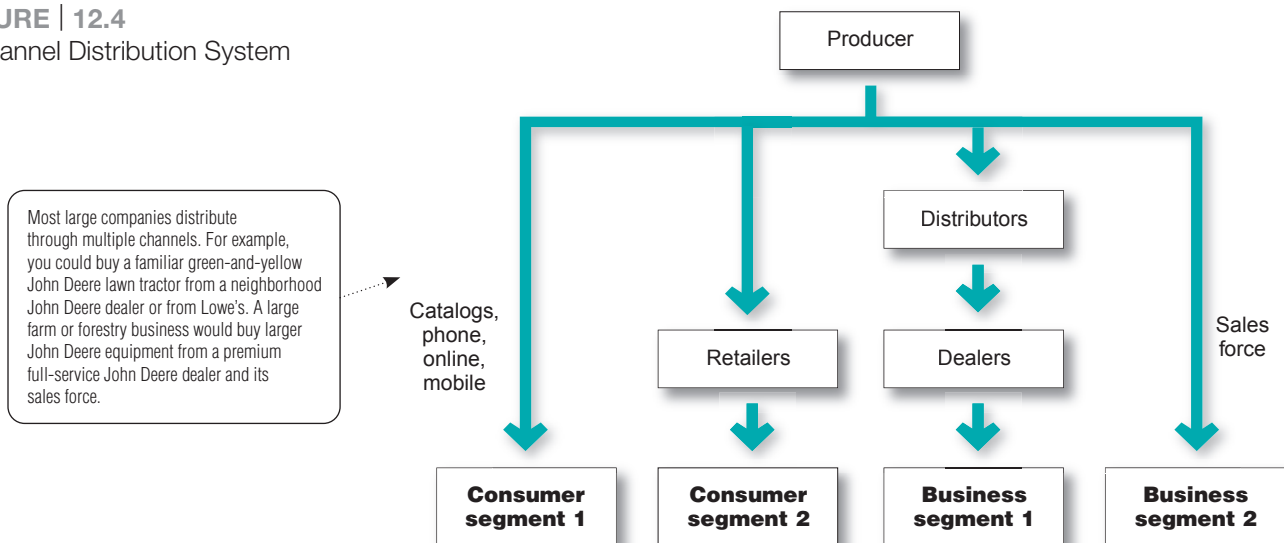 URE | 12.4
annel Distribution System
Producer
Most large companies distribute
through multiple channels. For example,
you could buy a familiar green-and-yellow
John Deere lawn tractor from a neighborhood
John Deere dealer or from Lowe's. A large
farm or forestry business would buy larger
John Deere equipment from a premium
full-service John Deere dealer and its
sales force.
Distributors
Catalogs,
phone,
online,
mobile
Retailers
Dealers
Sales
force
Consumer
segment 1
Consumer
segment 2
Business
segment 1
Business
segment 2